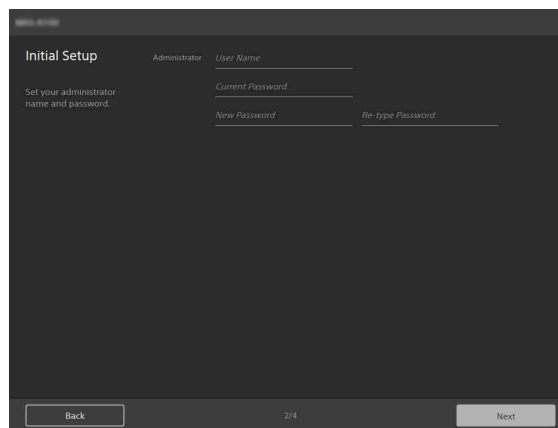 Initial Setup
Administrator User Name
Set your administrator
name and password.
Current Password
New Password Re-type Password
Back 2/4 Next